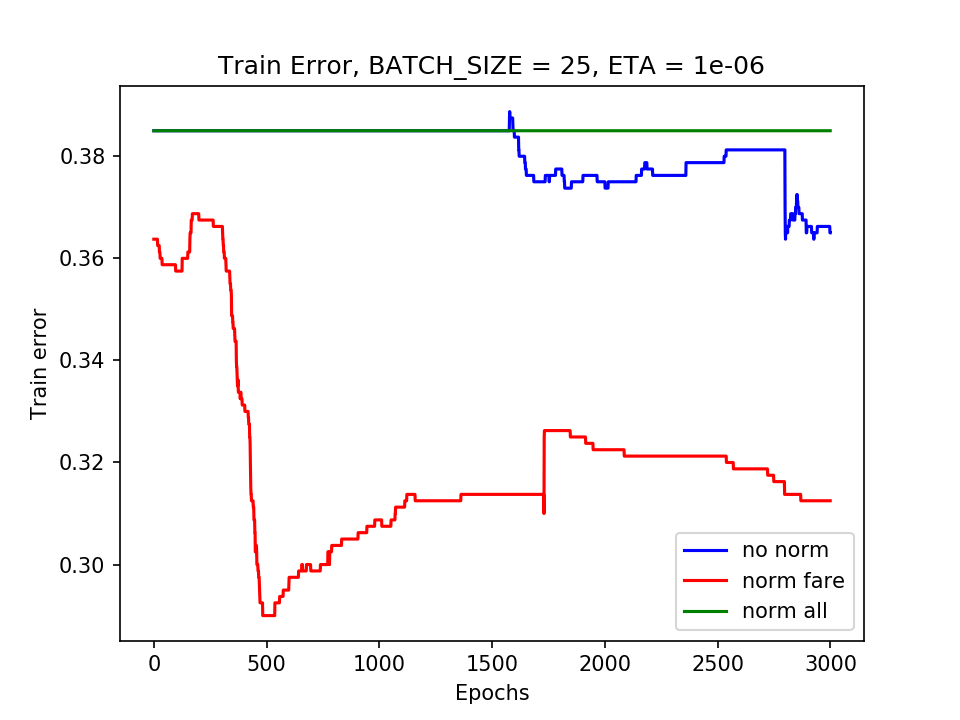 Train Error, BATCH_SIZE = 25, ETA = 1e-06
Train error
0.38
0.36
0.34
0.32
0.30
0
500
1000
1500
2000
2500
3000
Epochs
no norm
norm fare
norm all